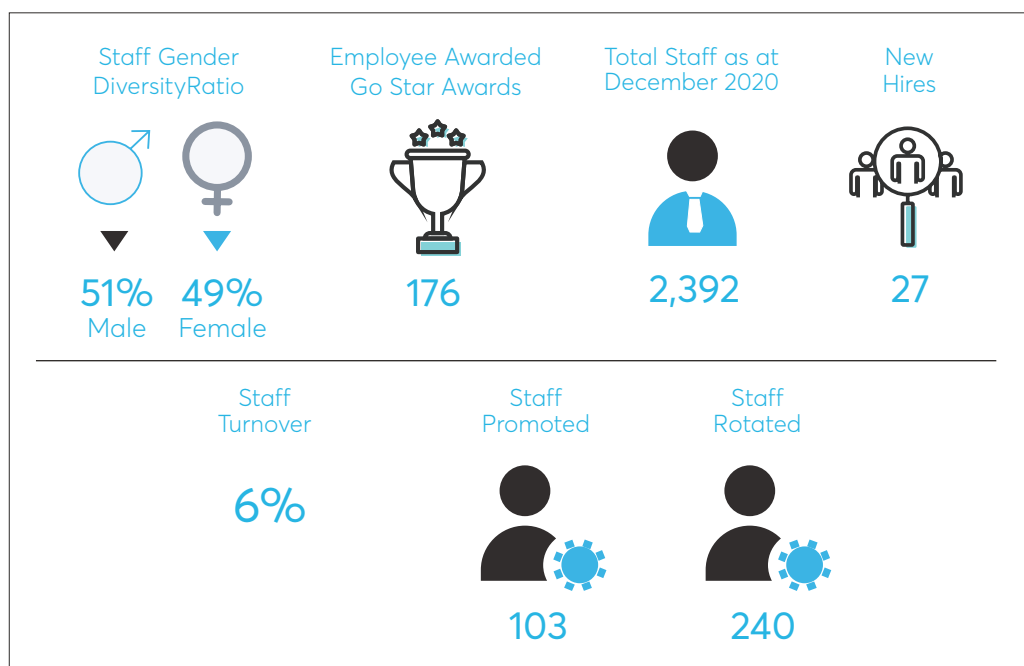 Staff Gender
DiversityRatio
51%
Male
49%
Female
Employee Awarded
Go Star Awards
176
Total Staff as at
December 2020
2,392
New
Hires
27
Staff
Turnover
6%
Staff
Promoted
103
Staff
Rotated
240